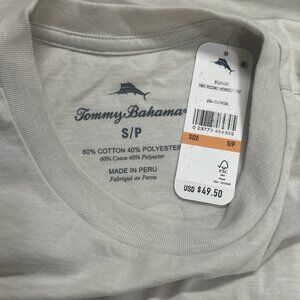 Tommy Bahama
S/P
60% COTTON 40% POLYESTER
60% Coton 40% Polyester
MADE IN PERU
Fabriqué au Pérou
SIZE S/P
FSC
USD $49.50